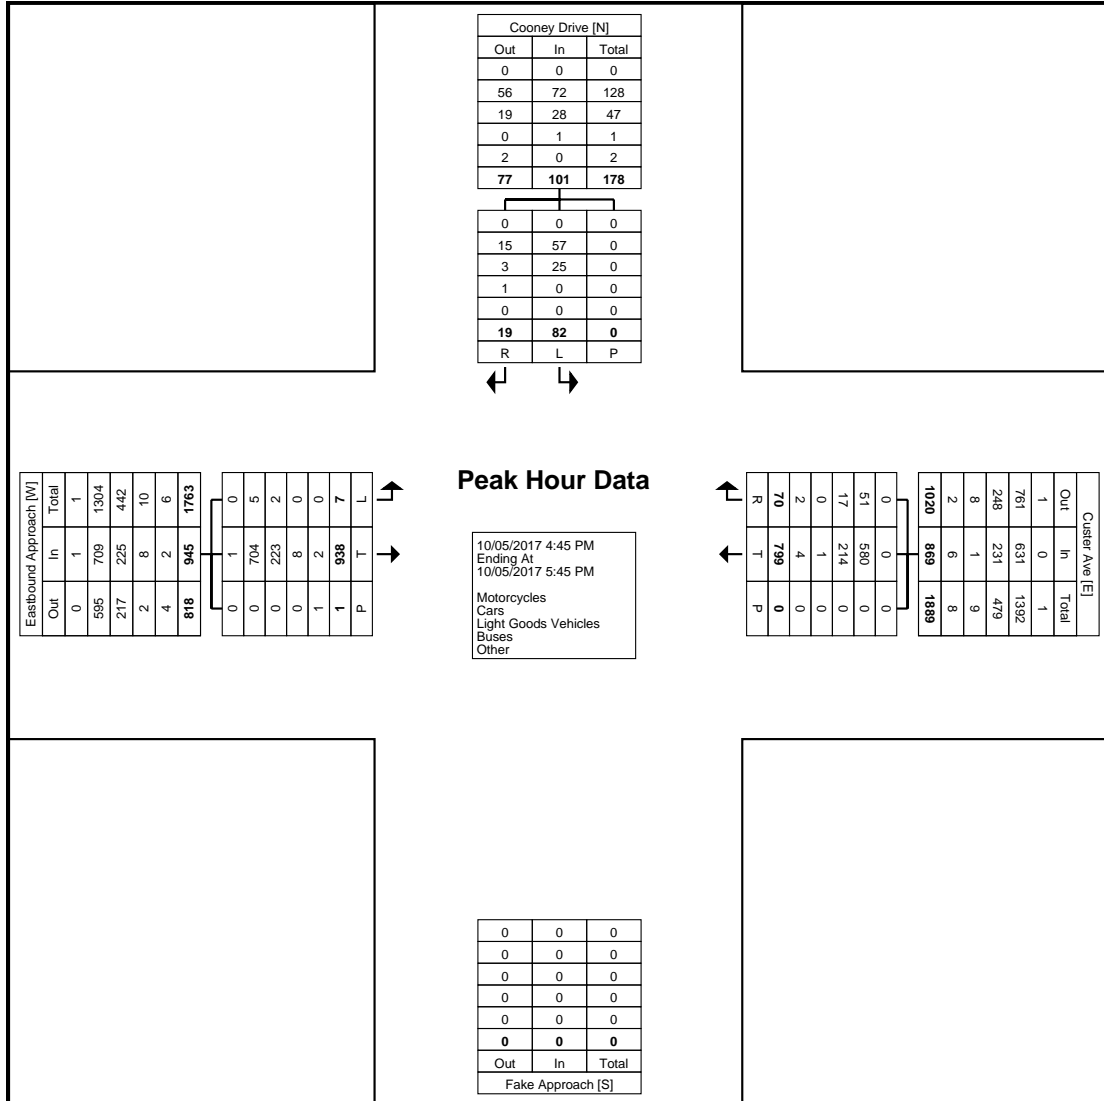 Cooney Drive [N]
Out In Total
0 0 0
56 72 128
19 28 47
0 1 1
2 0 2
77 101 178
0 0 0
15 57 0
3 25 0
1 0 0
0 0 0
19 82 0
R L P
Eastbound Approach [W]
Out In Total
0 1 1
595 709 1304
217 225 442
2 8 10
4 2 6
818 945 1763
0 1 0
0 704 5
0 223 2
0 8 0
1 2 0
1 938 7
P T L
Peak Hour Data
10/05/2017 4:45 PM
Ending At
10/05/2017 5:45 PM
Motorcycles
Cars
Light Goods Vehicles
Buses
Other
Custer Ave [E]
Out In Total
1 0 1
761 631 1392
248 231 479
8 1 9
2 6 8
1020 869 1889
0 0 0
51 580 0
17 214 0
0 1 0
2 4 0
70 799 0
R T P
0 0 0
0 0 0
0 0 0
0 0 0
0 0 0
0 0 0
Out In Total
Fake Approach [S]